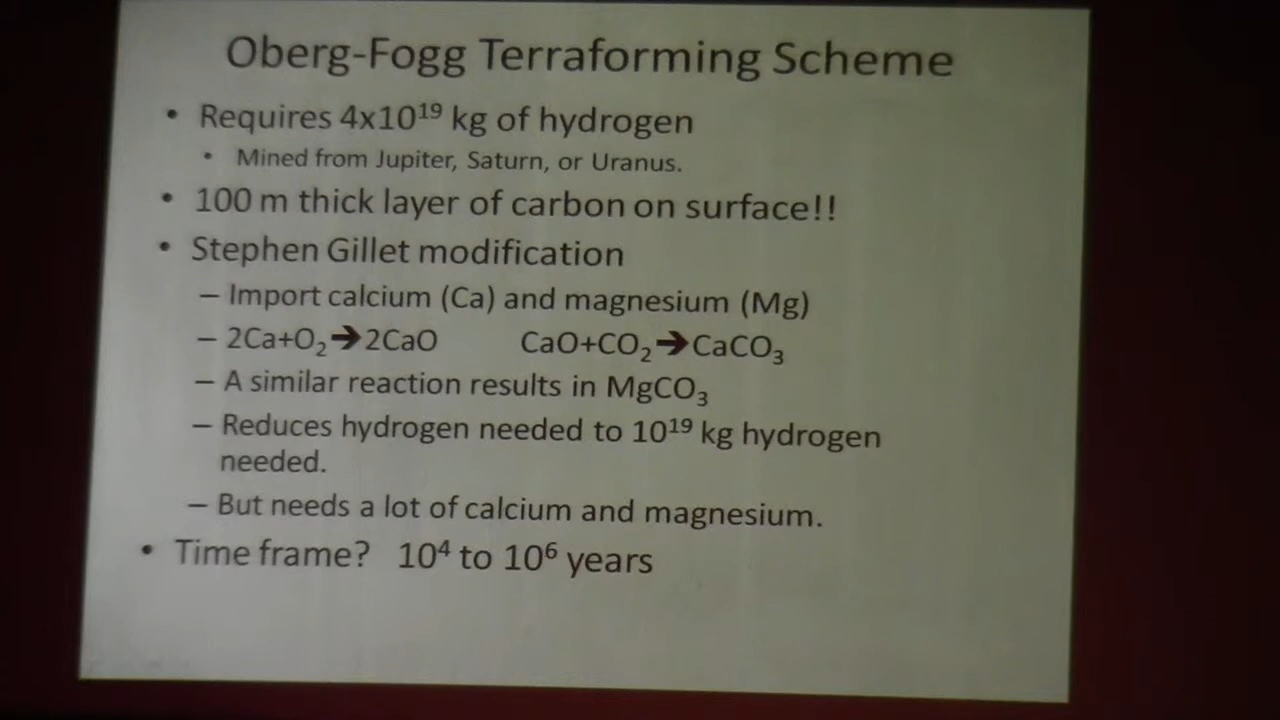 Oberg-Fogg Terraforming Scheme
• Requires 4x10¹⁹ kg of hydrogen
• Mined from Jupiter, Saturn, or Uranus.
• 100 m thick layer of carbon on surface!!
• Stephen Gillet modification
– Import calcium (Ca) and magnesium (Mg)
– 2Ca+O₂➔2CaO CaO+CO₂➔CaCO₃
– A similar reaction results in MgCO₃
– Reduces hydrogen needed to 10¹⁹ kg hydrogen
needed.
– But needs a lot of calcium and magnesium.
• Time frame? 10⁴ to 10⁶ years